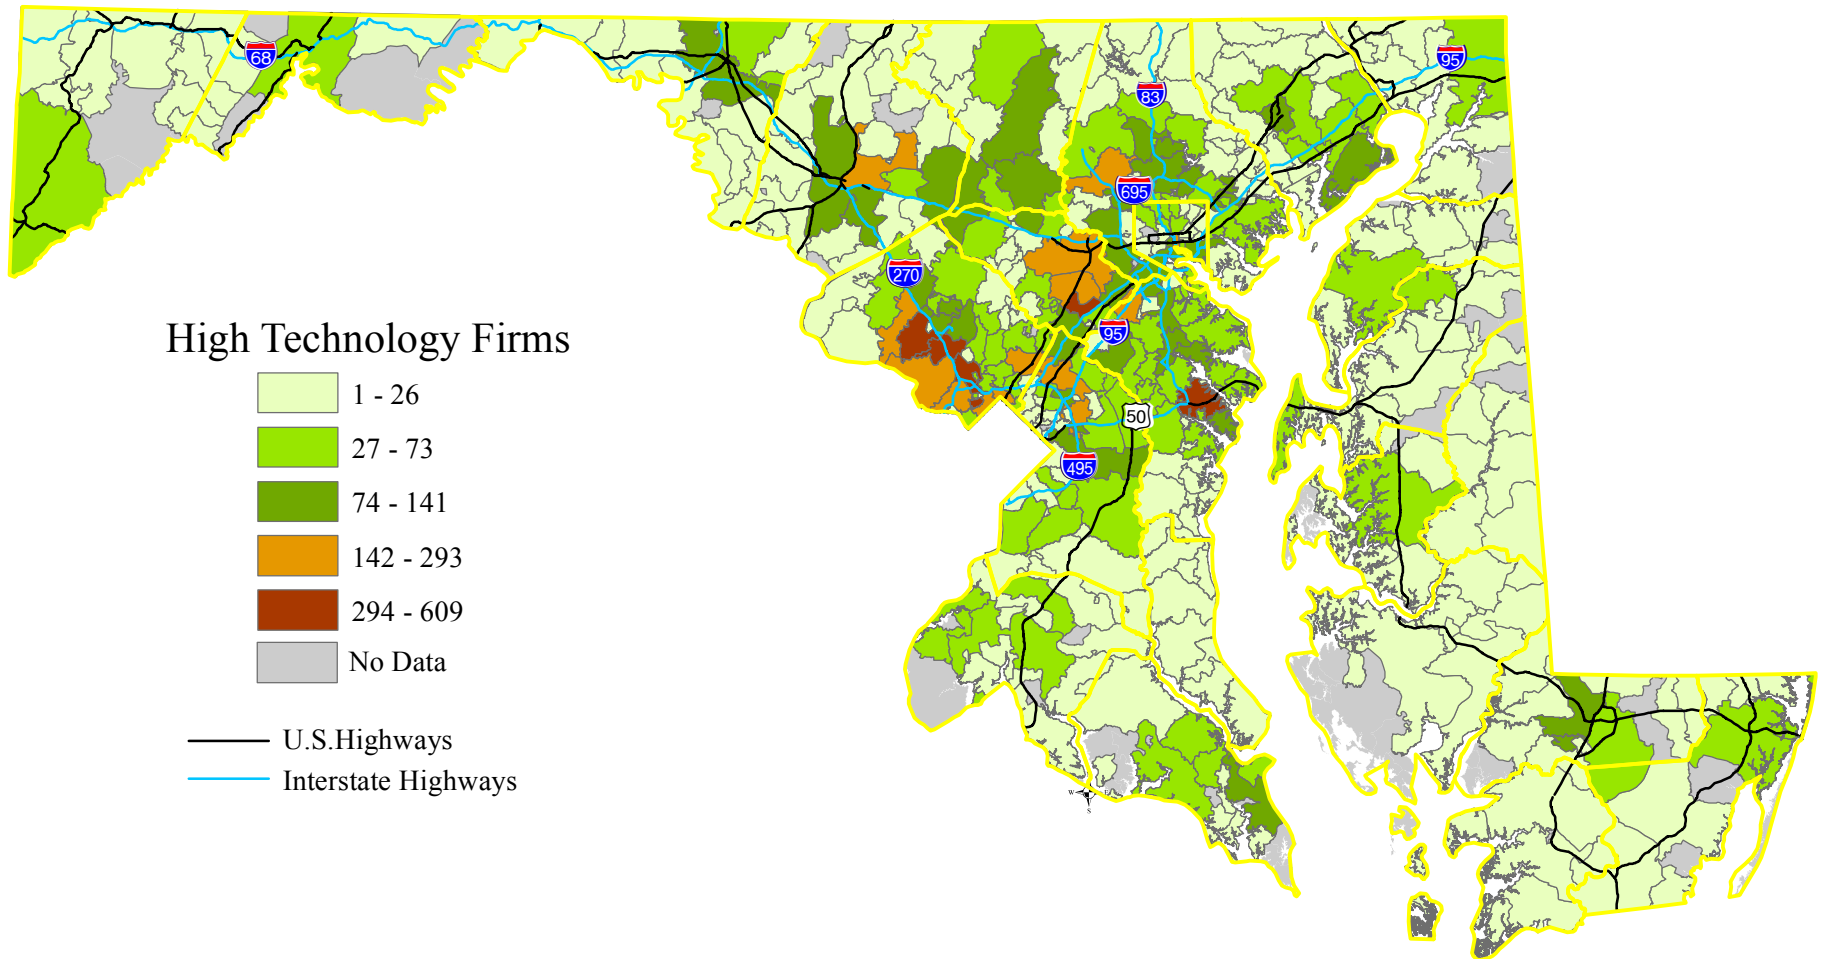 68
95
83
695
270
95
50
495
High Technology Firms
1 - 26
27 - 73
74 - 141
142 - 293
294 - 609
No Data
U.S.Highways
Interstate Highways
W
S